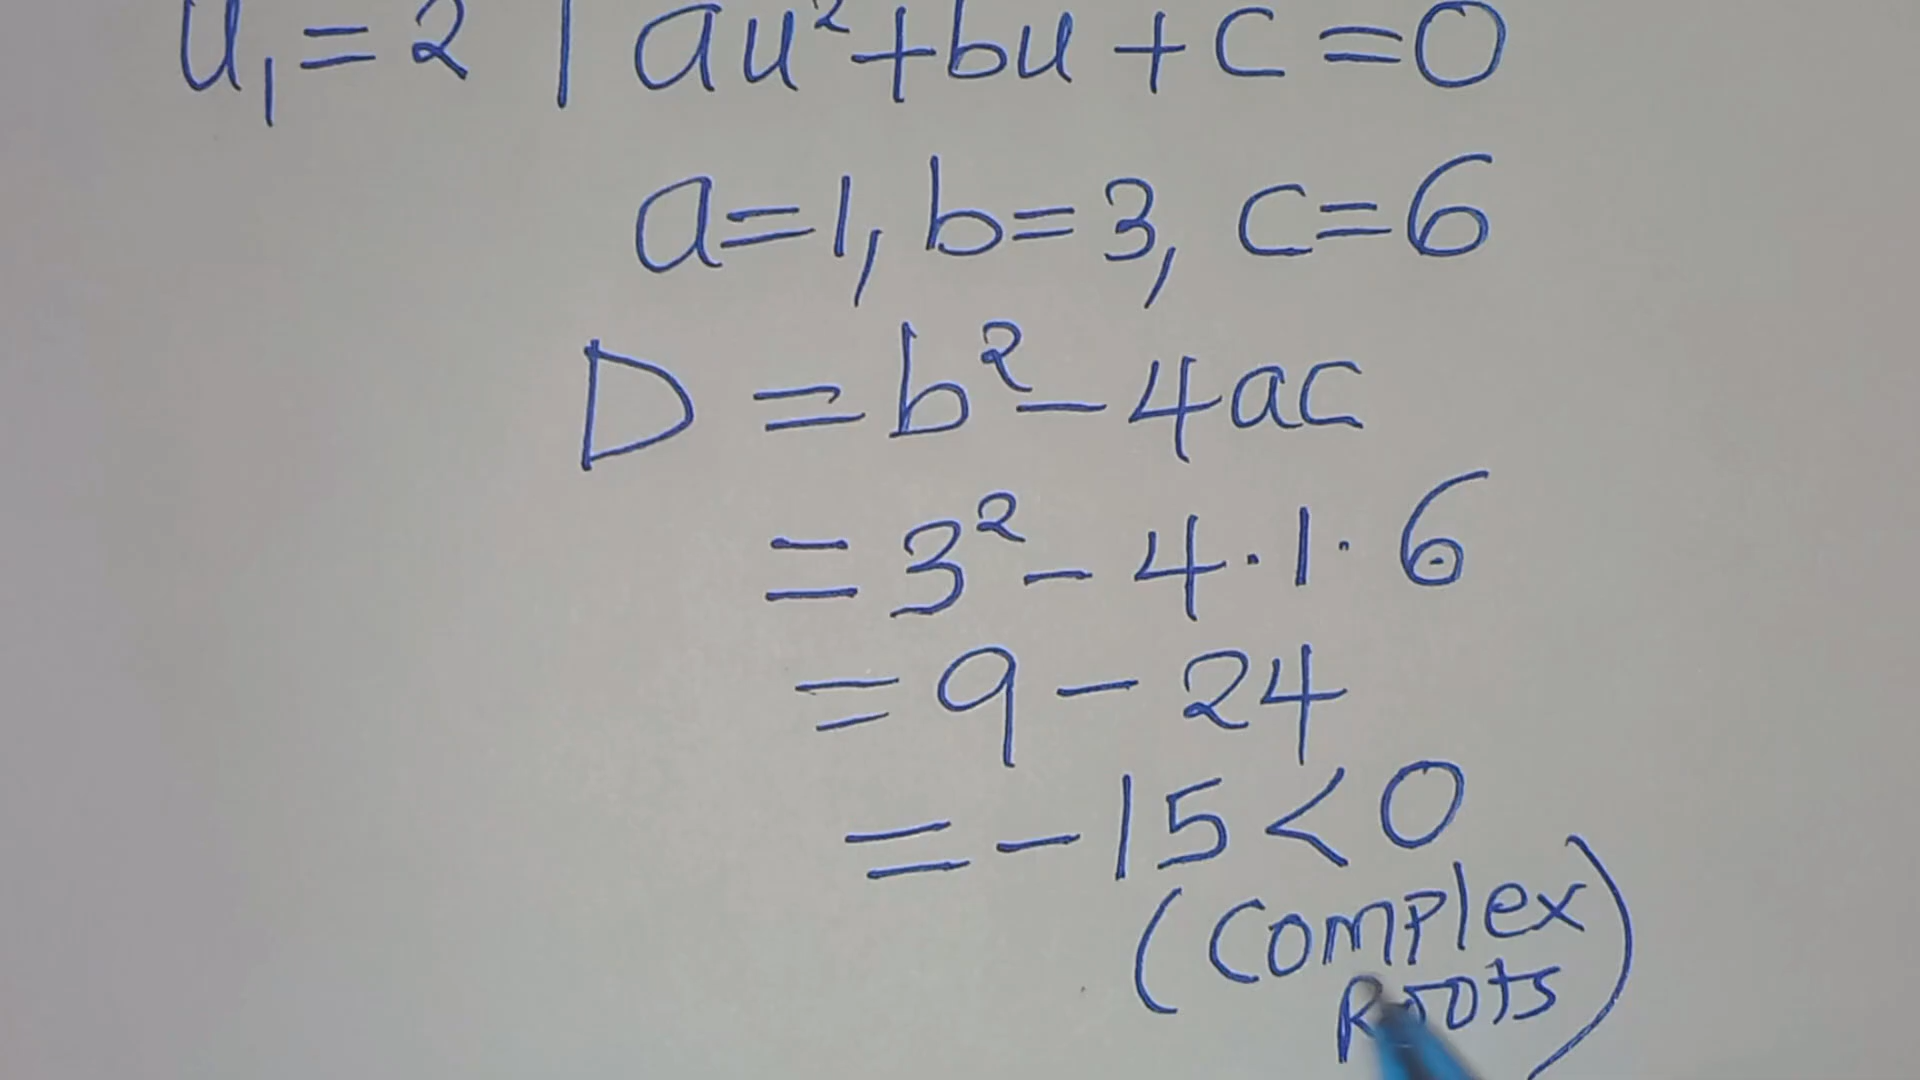 u₁ = 2 | au² + bu + c = 0
a = 1, b = 3, c = 6
D = b² - 4ac
= 3² - 4 · 1 · 6
= 9 - 24
= -15 < 0
(Complex
Roots)